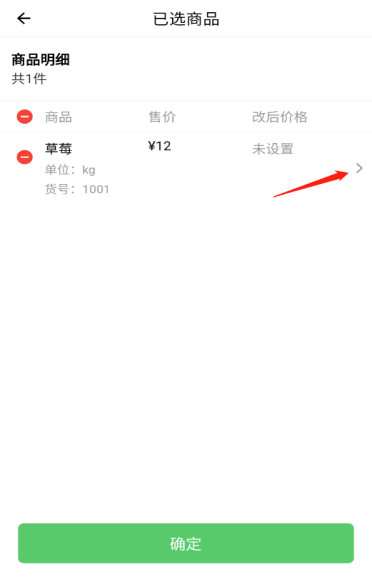 已选商品
商品明细
共1件
商品 售价 改后价格
草莓 ¥12 未设置
单位：kg
货号：1001
确定